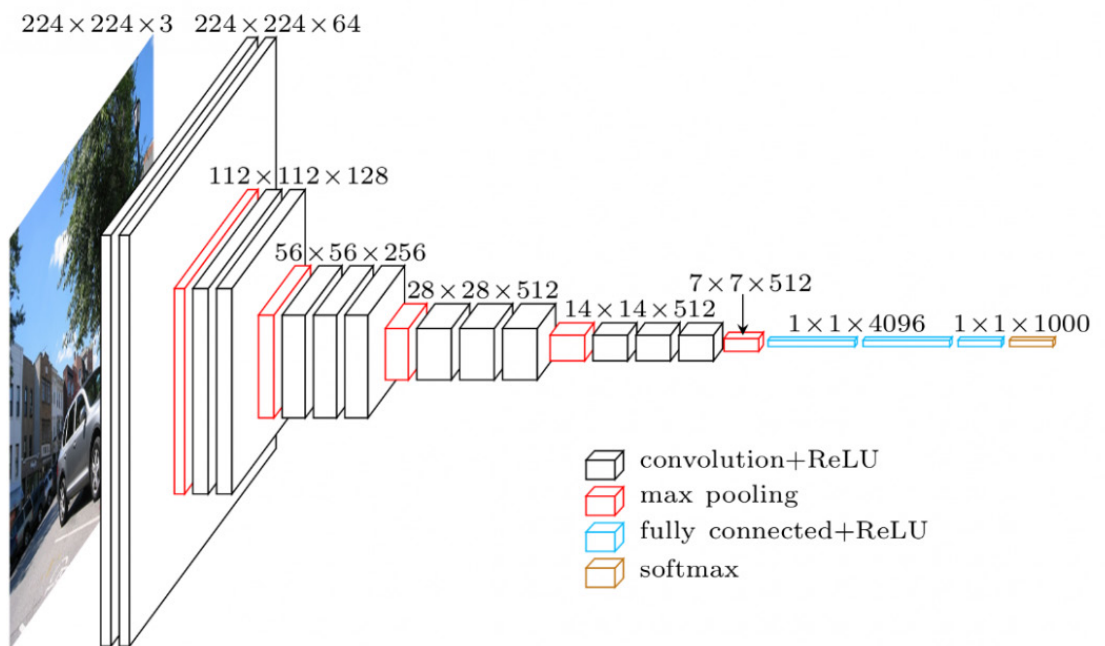 224×224×3
224×224×64
112×112×128
56×56×256
28×28×512
14×14×512
7×7×512
1×1×4096
1×1×1000
convolution+ReLU
max pooling
fully connected+ReLU
softmax